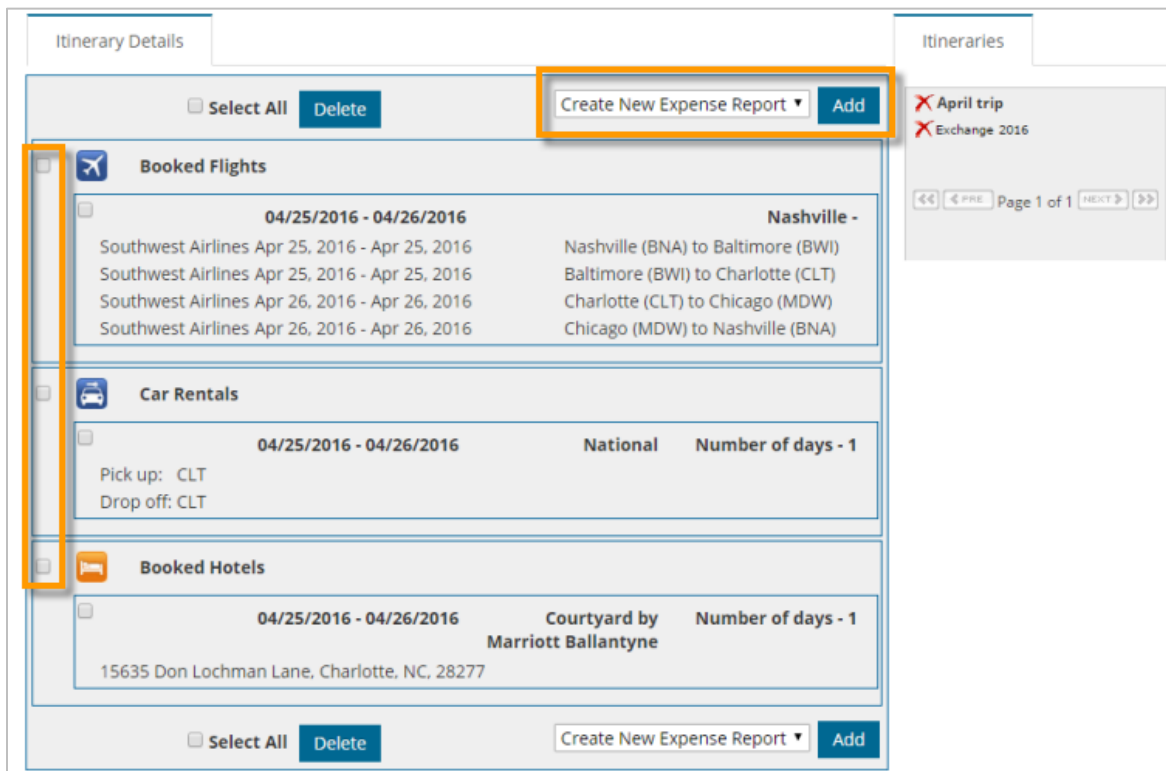 Itinerary Details
Itineraries
Select All Delete Create New Expense Report Add
April trip
Exchange 2016
PRE Page 1 of 1 NEXT
Booked Flights
04/25/2016 - 04/26/2016 Nashville -
Southwest Airlines Apr 25, 2016 - Apr 25, 2016 Nashville (BNA) to Baltimore (BWI)
Southwest Airlines Apr 25, 2016 - Apr 25, 2016 Baltimore (BWI) to Charlotte (CLT)
Southwest Airlines Apr 26, 2016 - Apr 26, 2016 Charlotte (CLT) to Chicago (MDW)
Southwest Airlines Apr 26, 2016 - Apr 26, 2016 Chicago (MDW) to Nashville (BNA)
Car Rentals
04/25/2016 - 04/26/2016 National Number of days - 1
Pick up: CLT
Drop off: CLT
Booked Hotels
04/25/2016 - 04/26/2016 Courtyard by Number of days - 1
Marriott Ballantyne
15635 Don Lochman Lane, Charlotte, NC, 28277
Select All Delete Create New Expense Report Add